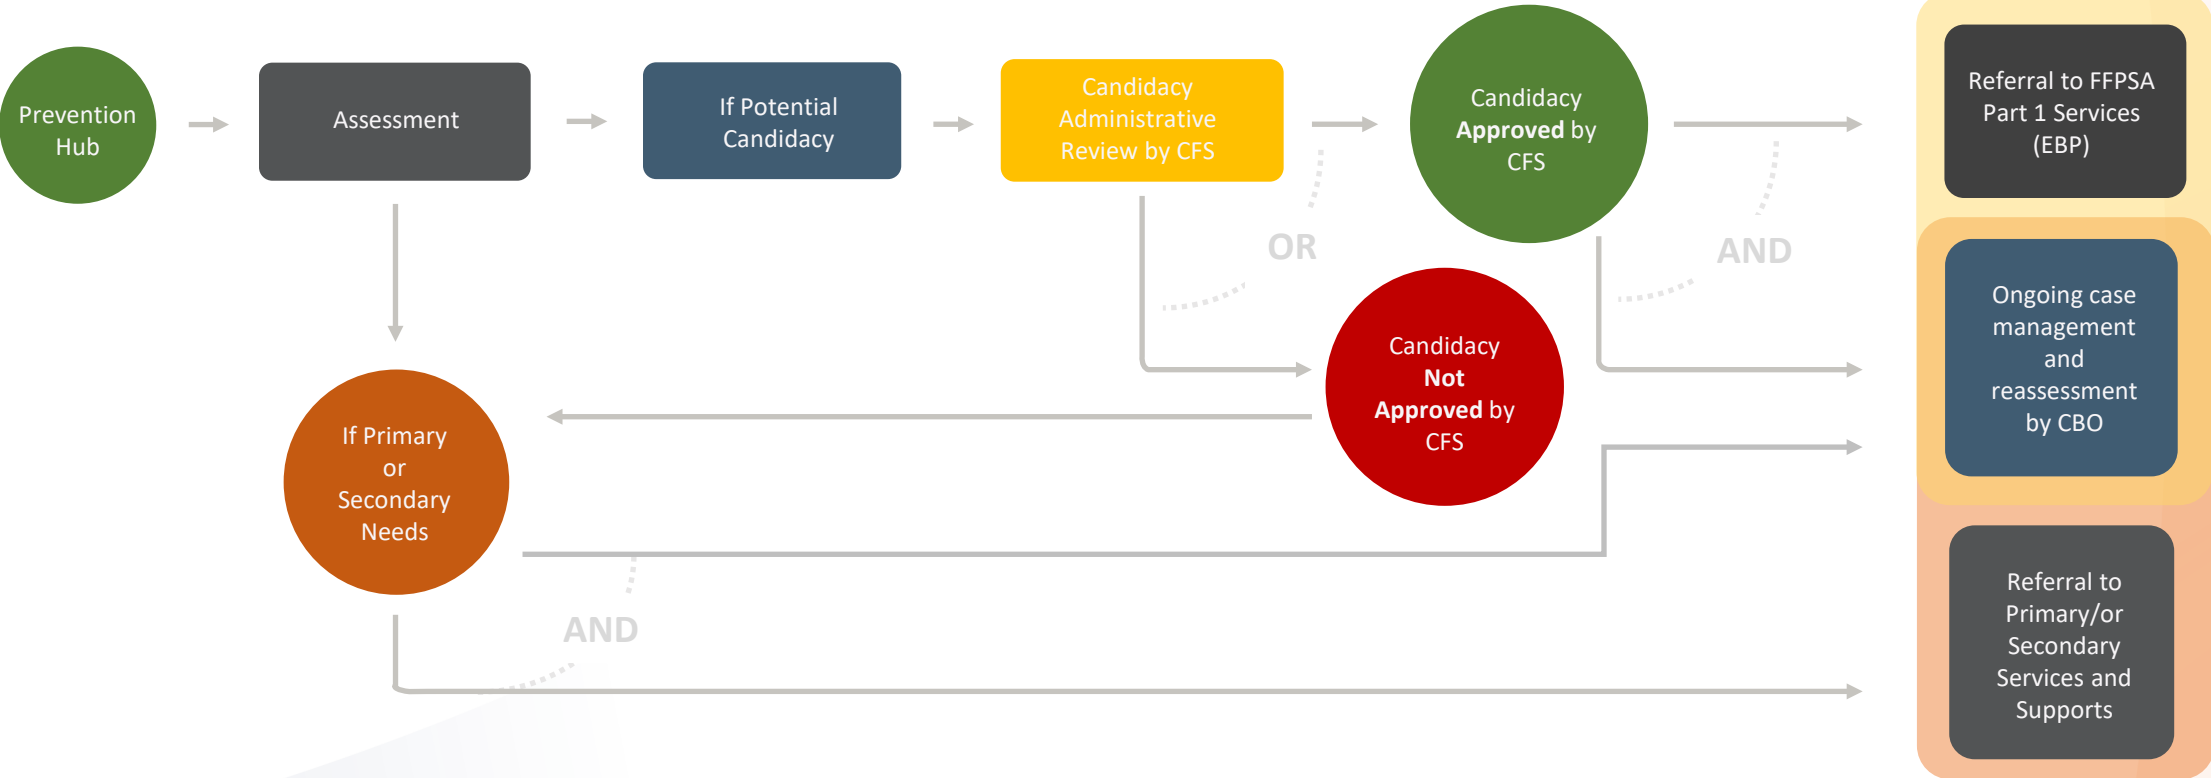 Prevention
Hub
Assessment
If Potential
Candidacy
Candidacy
Administrative
Review by CFS
Candidacy
Approved by
CFS
Referral to FFPSA
Part 1 Services
(EBP)
OR
AND
Candidacy
Not
Approved by
CFS
Ongoing case
management
and
reassessment
by CBO
If Primary
or
Secondary
Needs
AND
Referral to
Primary/or
Secondary
Services and
Supports